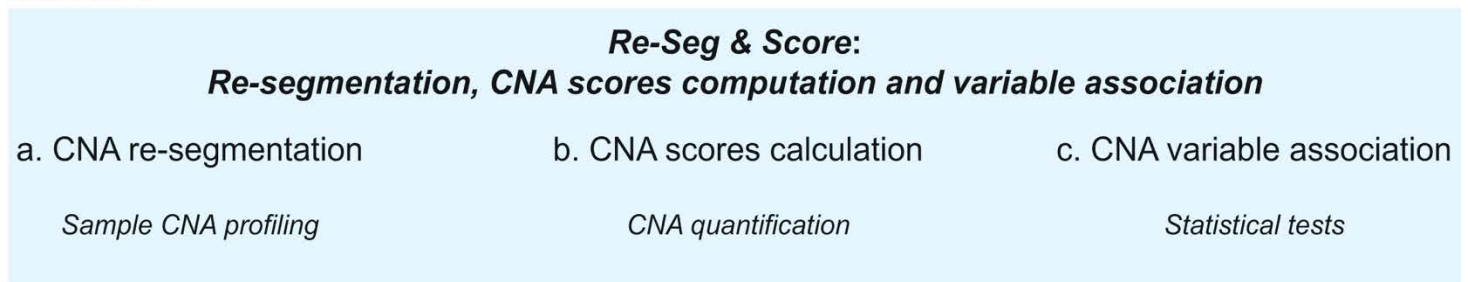 Re-Seg & Score:
Re-segmentation, CNA scores computation and variable association
a. CNA re-segmentation b. CNA scores calculation c. CNA variable association
Sample CNA profiling CNA quantification Statistical tests